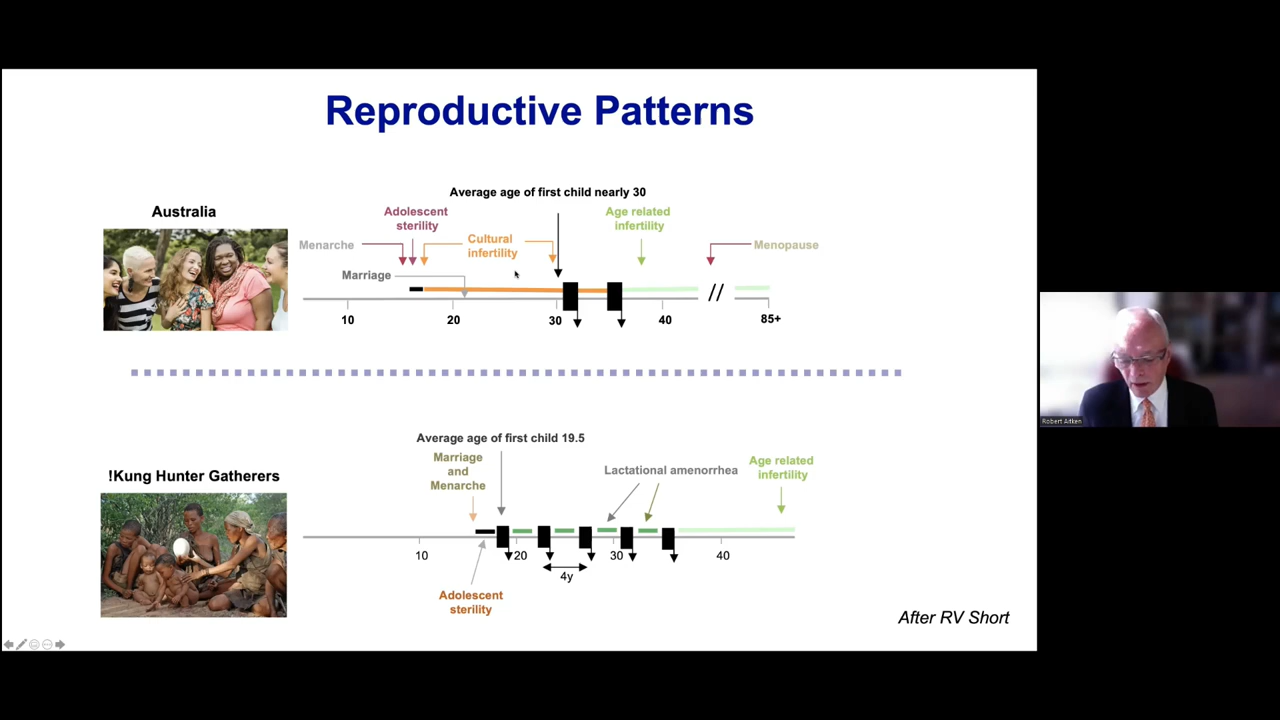 Reproductive Patterns
Average age of first child nearly 30
Australia
Adolescent
sterility
Age related
infertility
Menarche
Cultural
infertility
Menopause
Marriage
10
20
30
40
85+
Average age of first child 19.5
Marriage
and
Menarche
Lactational amenorrhea
Age related
infertility
!Kung Hunter Gatherers
10
20
30
40
4y
Adolescent
sterility
After RV Short
Robert Aitken